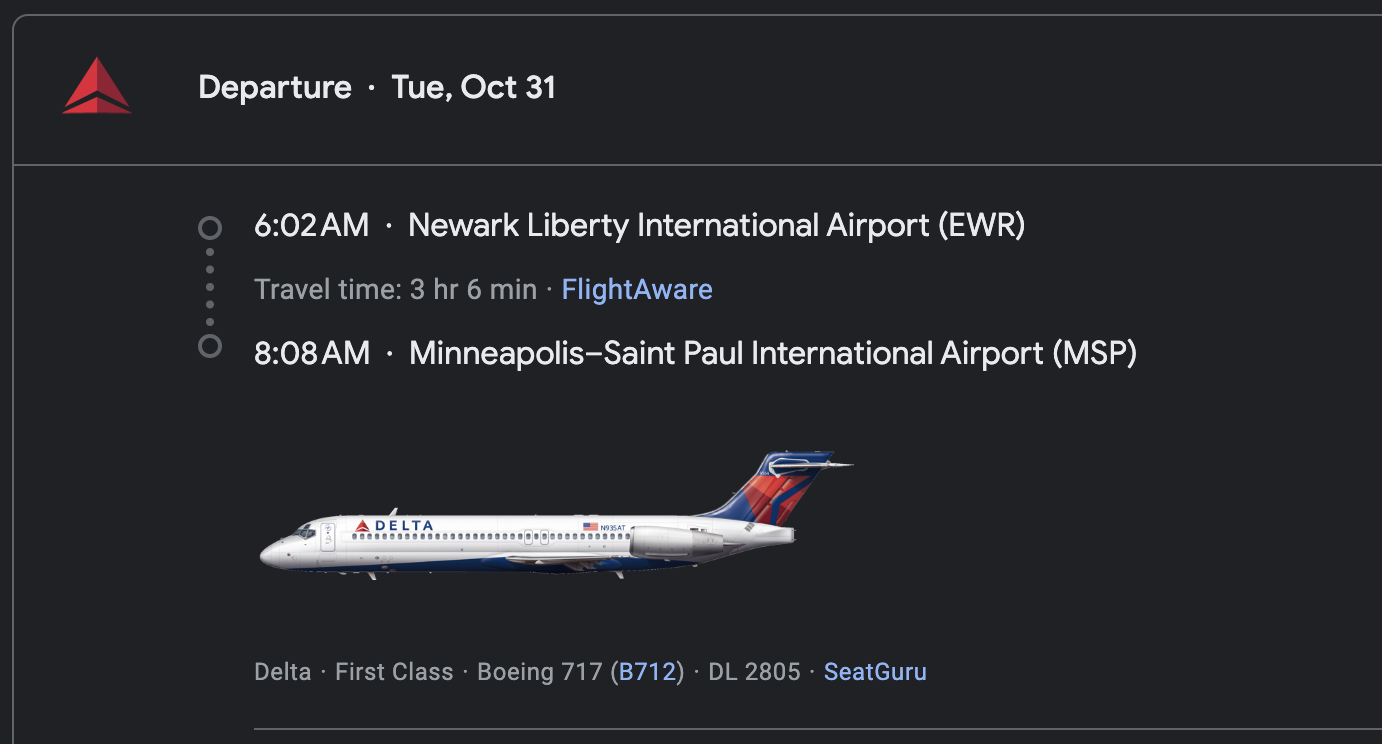 Departure · Tue, Oct 31
6:02 AM · Newark Liberty International Airport (EWR)
Travel time: 3 hr 6 min · FlightAware
8:08 AM · Minneapolis–Saint Paul International Airport (MSP)
DELTA
N935AT
Delta · First Class · Boeing 717 (B712) · DL 2805 · SeatGuru